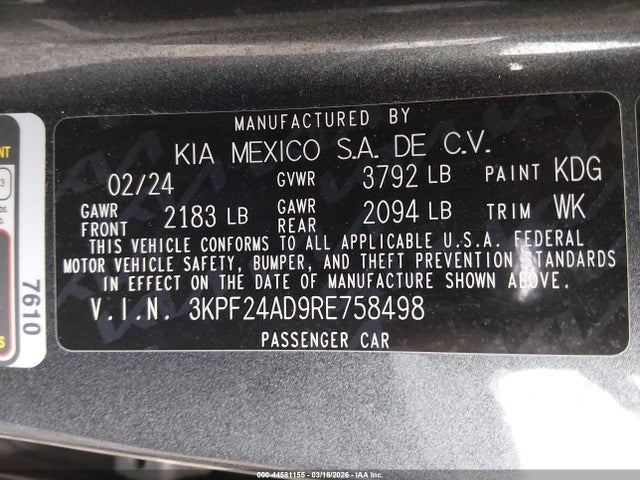 MANUFACTURED BY
KIA MEXICO S.A. DE C.V.
02/24 GVWR 3792 LB PAINT KDG
GAWR FRONT 2183 LB GAWR REAR 2094 LB TRIM WK
THIS VEHICLE CONFORMS TO ALL APPLICABLE U.S.A. FEDERAL
MOTOR VEHICLE SAFETY, BUMPER, AND THEFT PREVENTION STANDARDS
IN EFFECT ON THE DATE OF MANUFACTURE SHOWN ABOVE.
V.I.N. 3KPF24AD9RE758498
PASSENGER CAR
7610
000-44581155 - 03/16/2026 - IAA Inc.